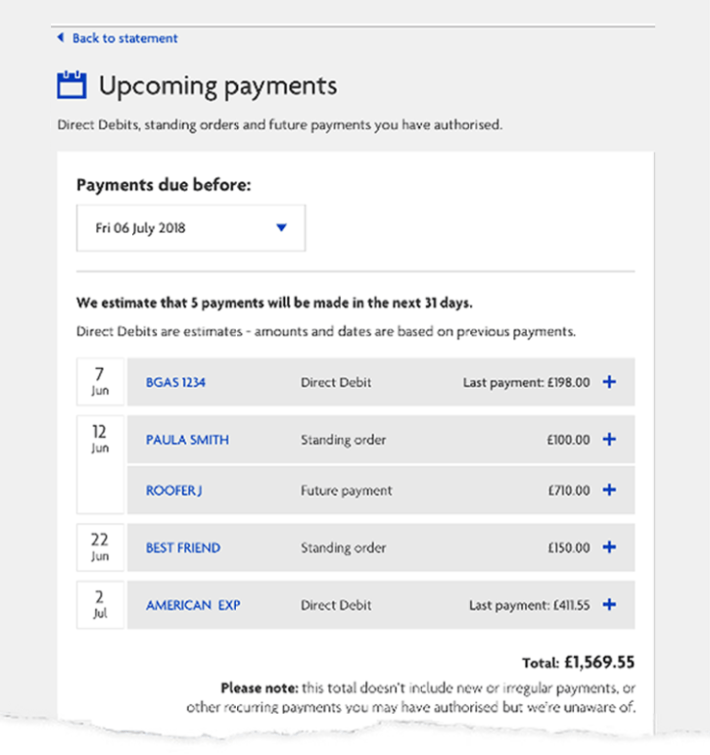 Back to statement
Upcoming payments
Direct Debits, standing orders and future payments you have authorised.
Payments due before:
Fri 06 July 2018
We estimate that 5 payments will be made in the next 31 days.
Direct Debits are estimates - amounts and dates are based on previous payments.
7 Jun BGAS 1234 Direct Debit Last payment: £198.00 +
12 Jun PAULA SMITH Standing order £100.00 +
ROOFER J Future payment £710.00 +
22 Jun BEST FRIEND Standing order £150.00 +
2 Jul AMERICAN EXP Direct Debit Last payment: £411.55 +
Total: £1,569.55
Please note: this total doesn't include new or irregular payments, or
other recurring payments you may have authorised but we're unaware of.